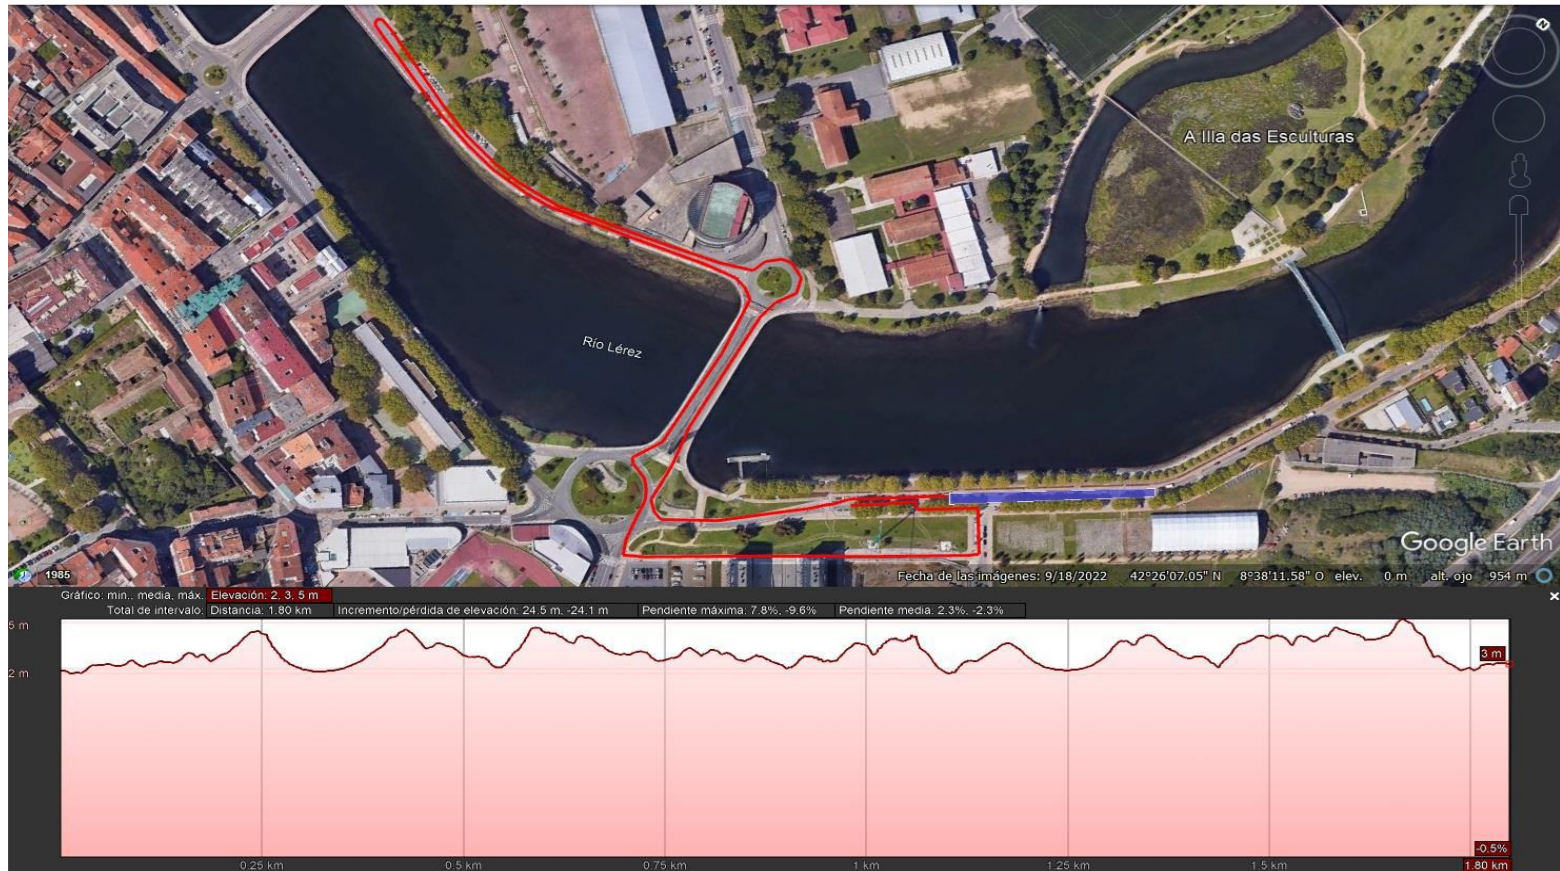 N
A Illa das Esculturas
Río Lérez
Google Earth
1985
Fecha de las imágenes: 9/18/2022 42°26'07.05" N 8°38'11.58" O elev. 0 m alt. ojo 954 m
Gráfico: min., media, máx. Elevación: 2, 3, 5 m
Total de intervalo: Distancia: 1.80 km Incremento/pérdida de elevación: 24.5 m, -24.1 m Pendiente máxima: 7.8%, -9.6% Pendiente media: 2.3%, -2.3%
5 m
3 m
2 m
-0.5%
0.25 km 0.5 km 0.75 km 1 km 1.25 km 1.5 km 1.80 km